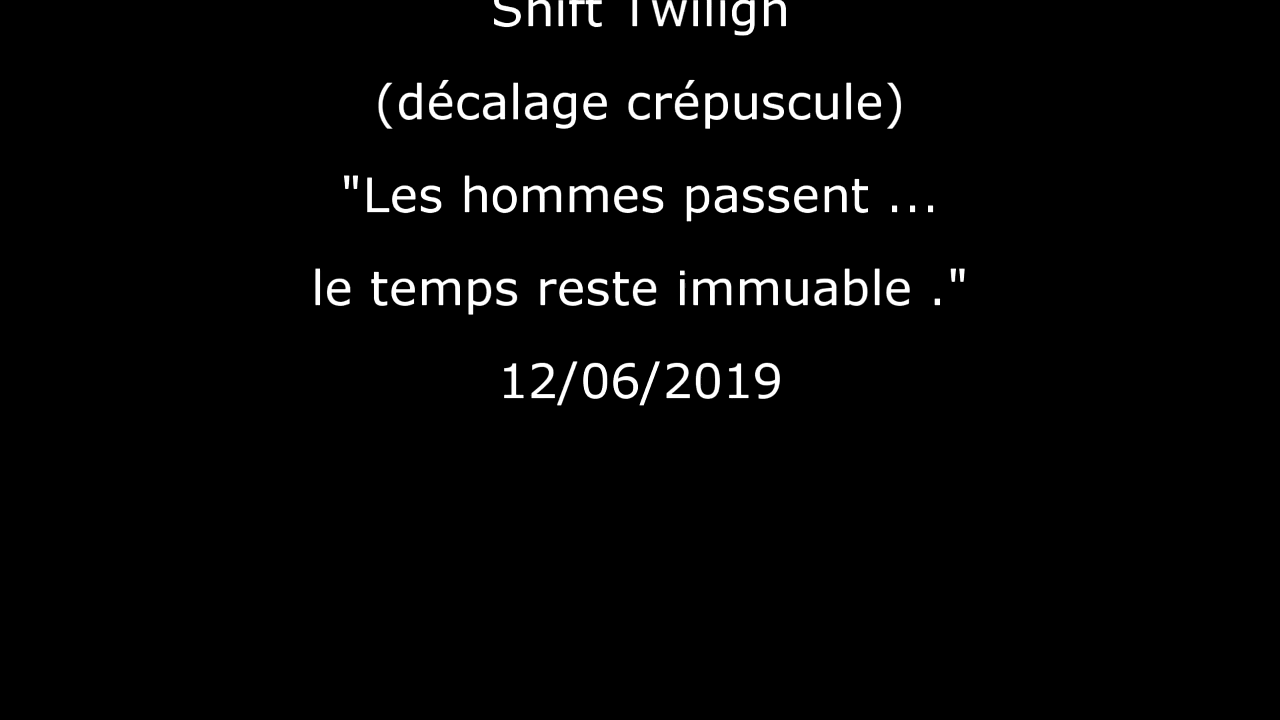 Shift Twiligh
(décalage crépuscule)
"Les hommes passent ...
le temps reste immuable ."
12/06/2019